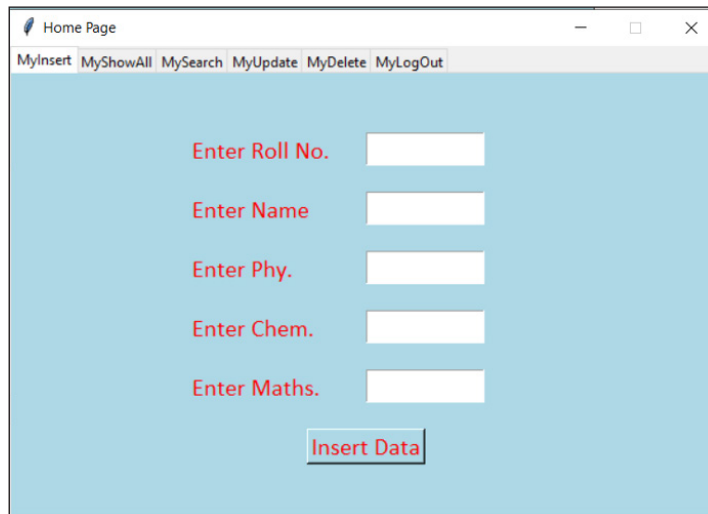 Home Page
MyInsert MyShowAll MySearch MyUpdate MyDelete MyLogOut
Enter Roll No.
Enter Name
Enter Phy.
Enter Chem.
Enter Maths.
Insert Data